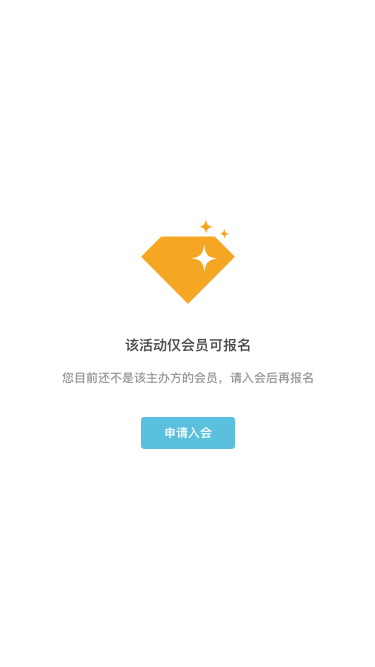 该活动仅会员可报名
您目前还不是该主办方的会员，请入会后再报名
申请入会